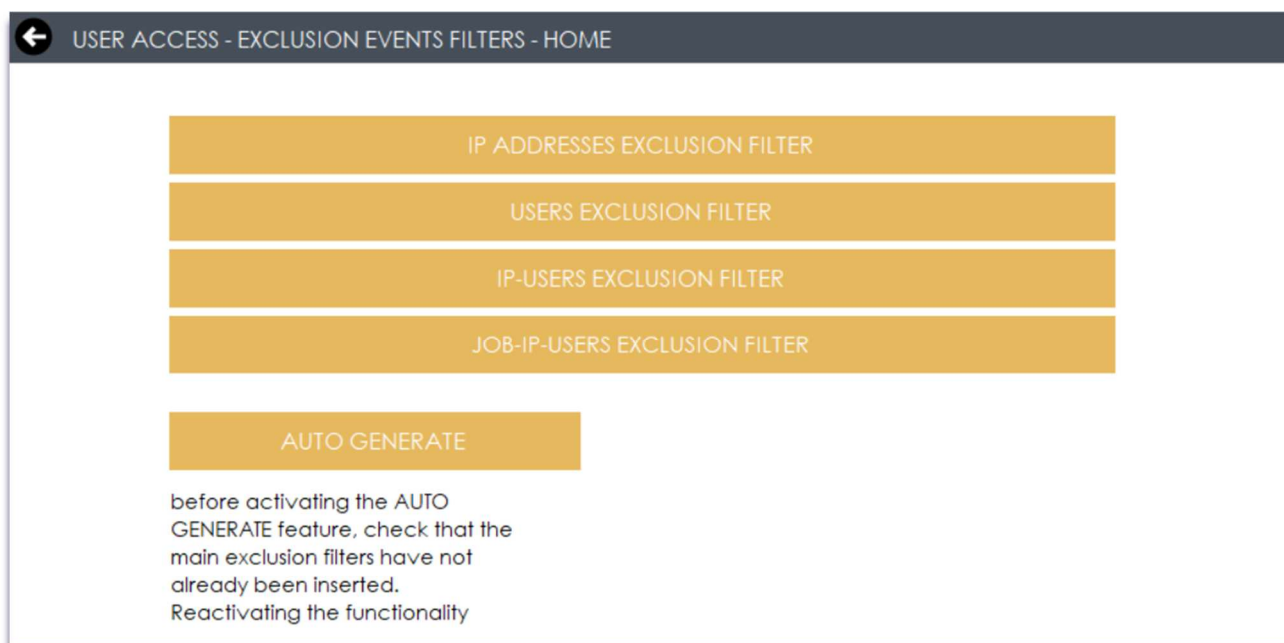 USER ACCESS - EXCLUSION EVENTS FILTERS - HOME
IP ADDRESSES EXCLUSION FILTER
USERS EXCLUSION FILTER
IP-USERS EXCLUSION FILTER
JOB-IP-USERS EXCLUSION FILTER
AUTO GENERATE
before activating the AUTO
GENERATE feature, check that the
main exclusion filters have not
already been inserted.
Reactivating the functionality